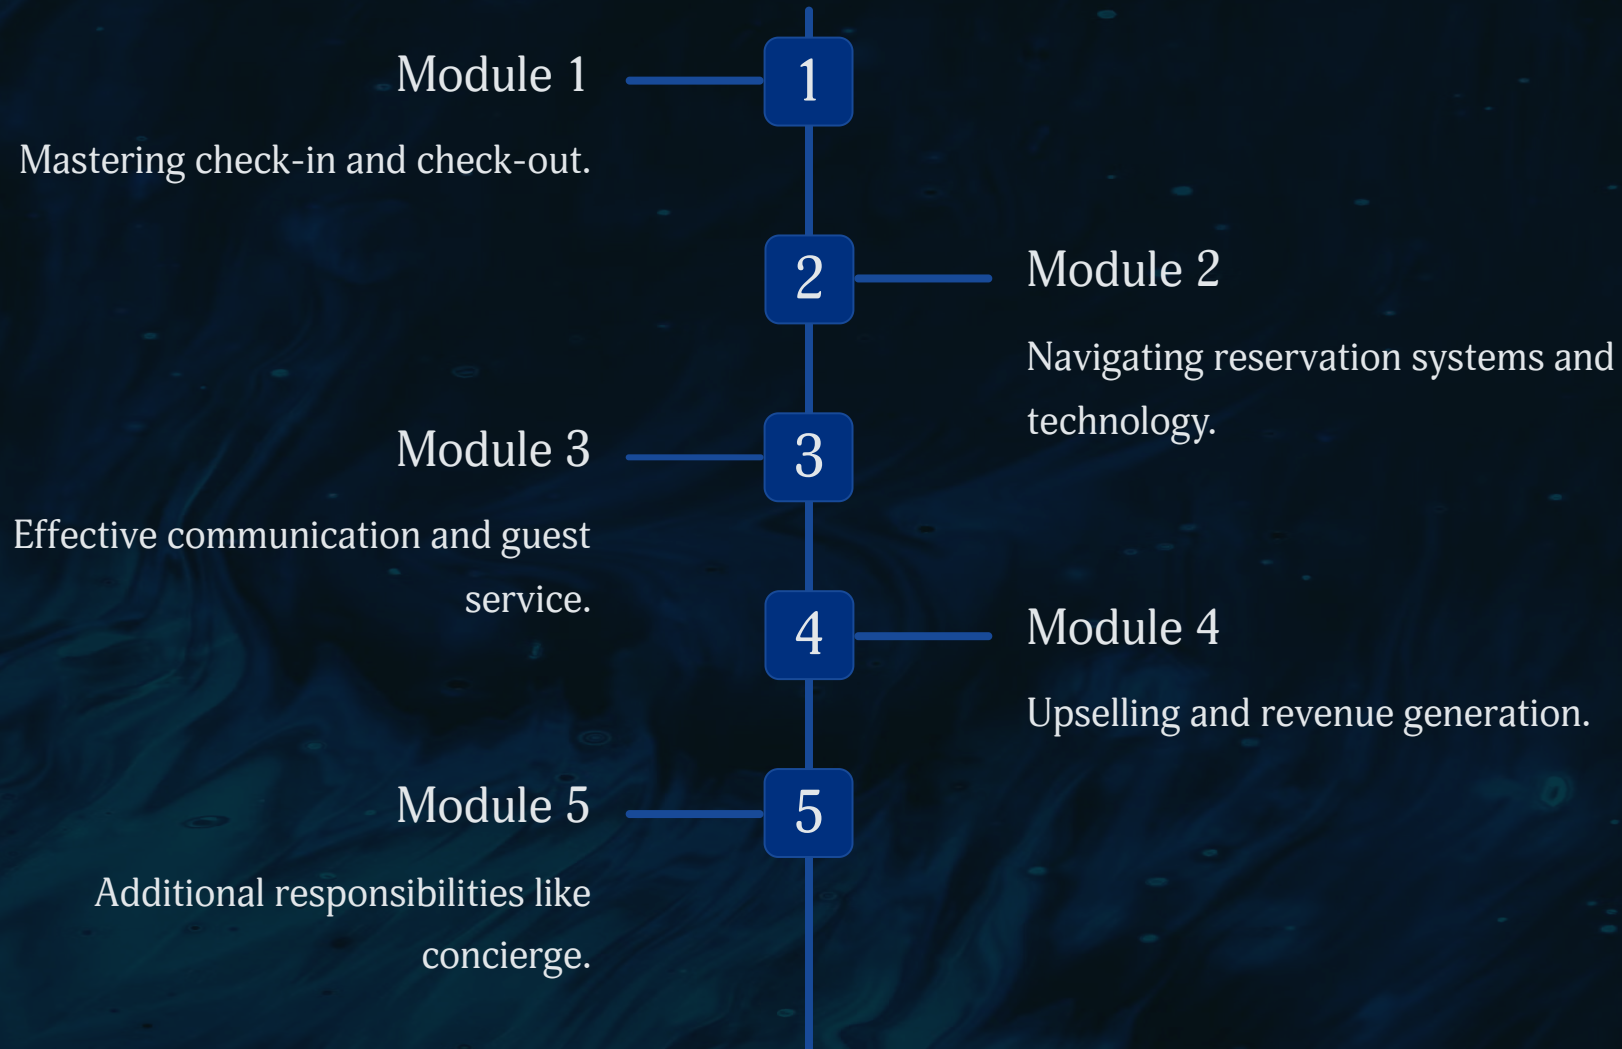 Module 1
1
Mastering check-in and check-out.
2
Module 2
Navigating reservation systems and
technology.
Module 3
3
Effective communication and guest
service.
4
Module 4
Upselling and revenue generation.
Module 5
5
Additional responsibilities like
concierge.